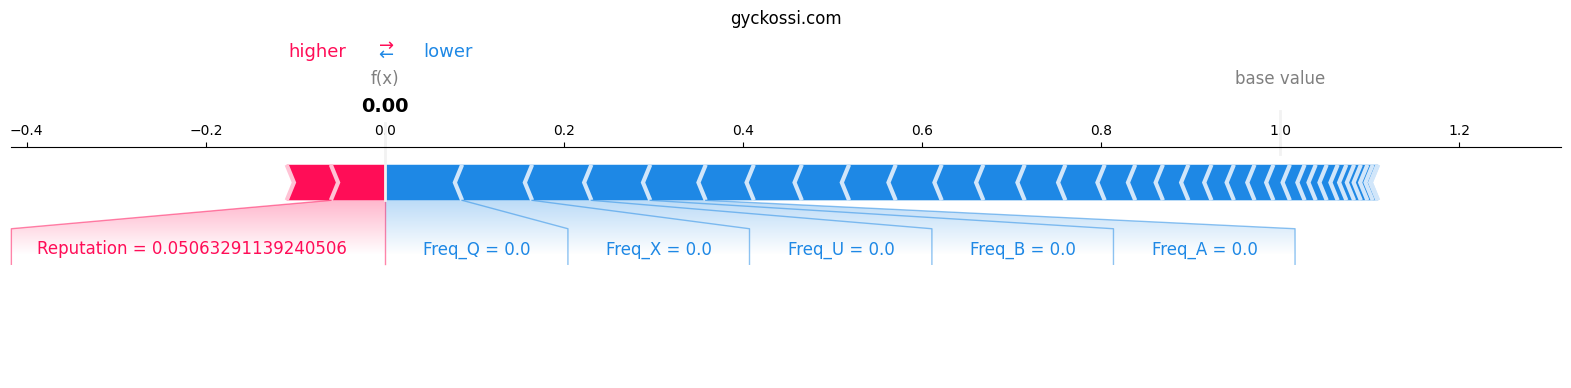 gyckossi.com
higher → ← lower
f(x) base value
0.00
−0.4 −0.2 0.0 0.2 0.4 0.6 0.8 1.0 1.2
Reputation = 0.05063291139240506 Freq_Q = 0.0 Freq_X = 0.0 Freq_U = 0.0 Freq_B = 0.0 Freq_A = 0.0